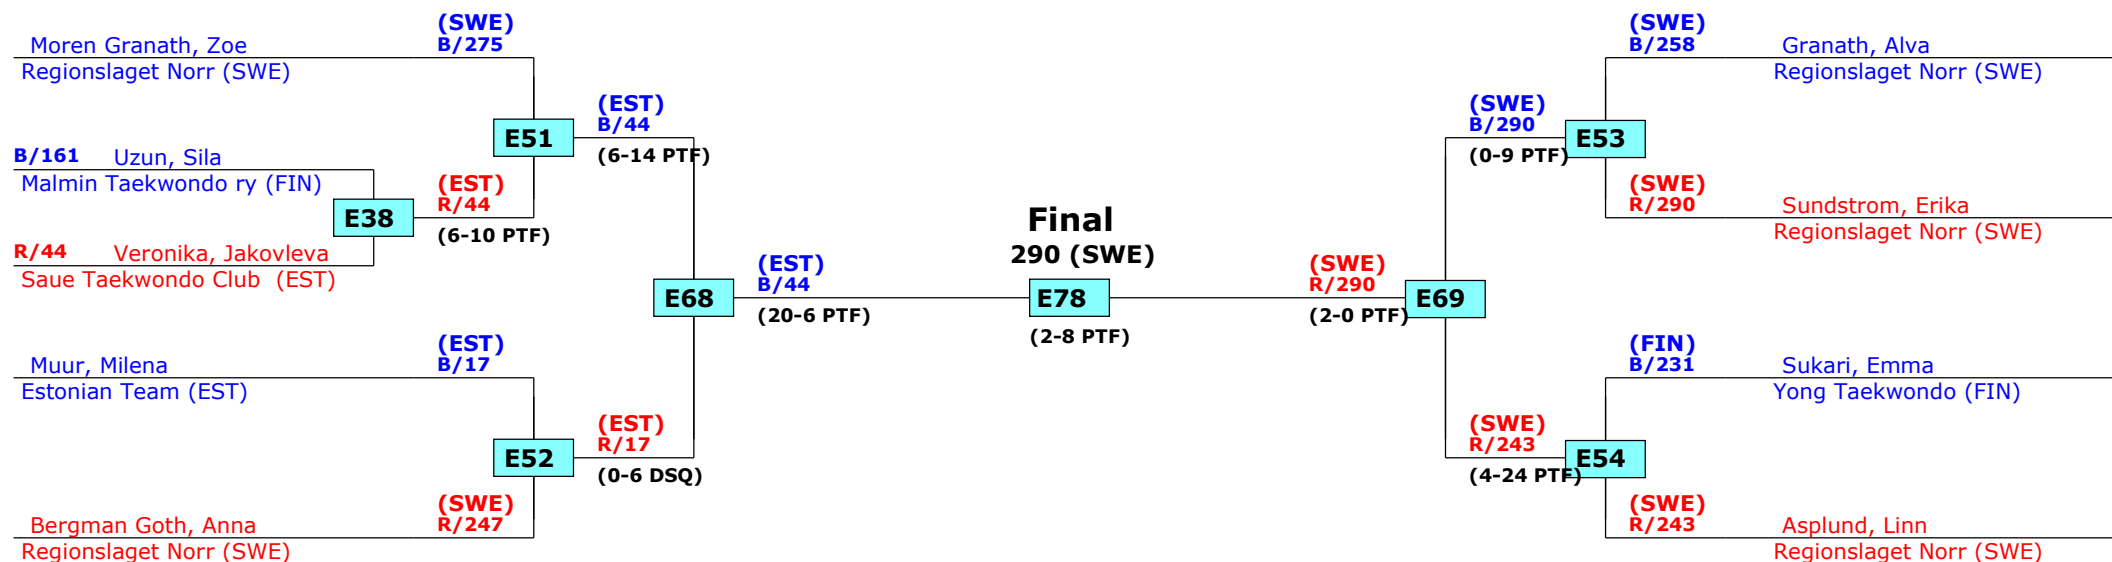 (SWE)
Moren Granath, Zoe B/275
Regionslaget Norr (SWE)
(EST)
B/44
E51
(6-14 PTF)
B/161 Uzun, Sila
Malmin Taekwondo ry (FIN)
(EST)
R/44
E38
(6-10 PTF)
R/44 Veronika, Jakovleva
Saue Taekwondo Club (EST)
(EST)
B/44
E68
(20-6 PTF)
(EST)
Muur, Milena B/17
Estonian Team (EST)
(EST)
R/17
E52
(0-6 DSQ)
(SWE)
Bergman Goth, Anna R/247
Regionslaget Norr (SWE)
Final
290 (SWE)
E78
(2-8 PTF)
(SWE)
B/258 Granath, Alva
Regionslaget Norr (SWE)
(SWE)
B/290
E53
(0-9 PTF)
(SWE)
R/290 Sundstrom, Erika
Regionslaget Norr (SWE)
(SWE)
R/290
E69
(2-0 PTF)
(FIN)
B/231 Sukari, Emma
Yong Taekwondo (FIN)
(SWE)
R/243
E54
(4-24 PTF)
(SWE)
R/243 Asplund, Linn
Regionslaget Norr (SWE)